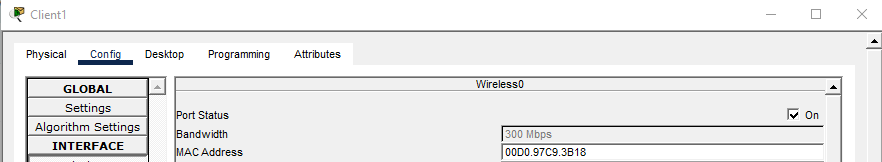 Client1
Physical Config Desktop Programming Attributes
GLOBAL
Settings
Algorithm Settings
INTERFACE
Wireless0
Port Status On
Bandwidth 300 Mbps
MAC Address 00D0.97C9.3B18